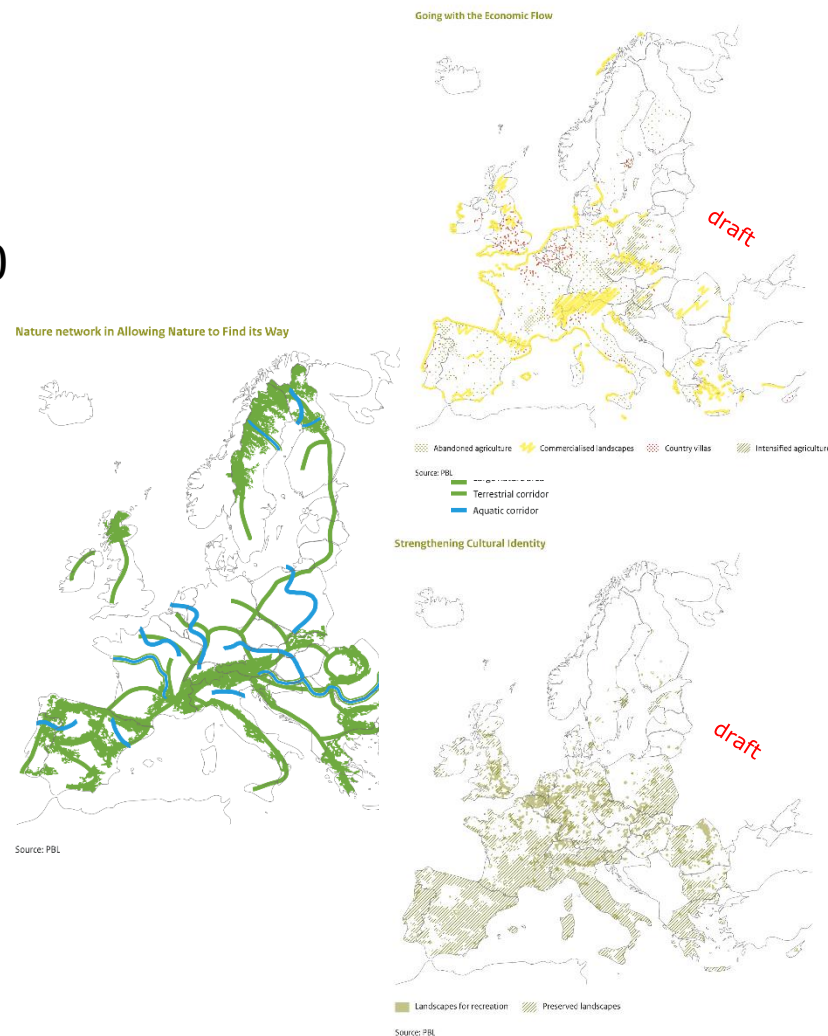 Going with the Economic Flow
draft
Abandoned agriculture
Commercialised landscapes
Country villas
Intensified agriculture
Source: PBL
Nature network in Allowing Nature to Find its Way
Terrestrial corridor
Aquatic corridor
Source: PBL
Strengthening Cultural Identity
draft
Landscapes for recreation
Preserved landscapes
Source: PBL